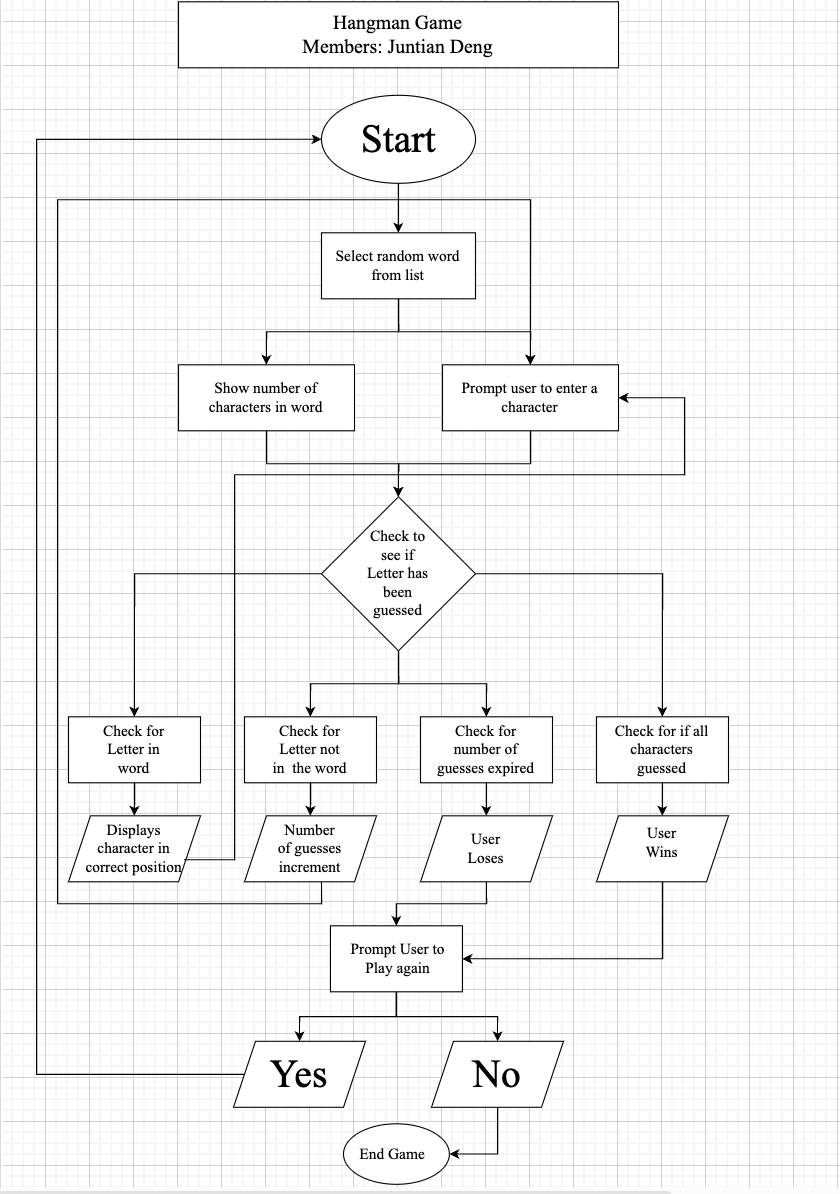 Hangman Game
Members: Juntian Deng
Start
Select random word
from list
Show number of
characters in word
Prompt user to enter a
character
Check to
see if
Letter has
been
guessed
Check for
Letter in
word
Check for
Letter not
in the word
Check for
number of
guesses expired
Check for if all
characters
guessed
Displays
character in
correct position
Number
of guesses
increment
User
Loses
User
Wins
Prompt User to
Play again
Yes
No
End Game